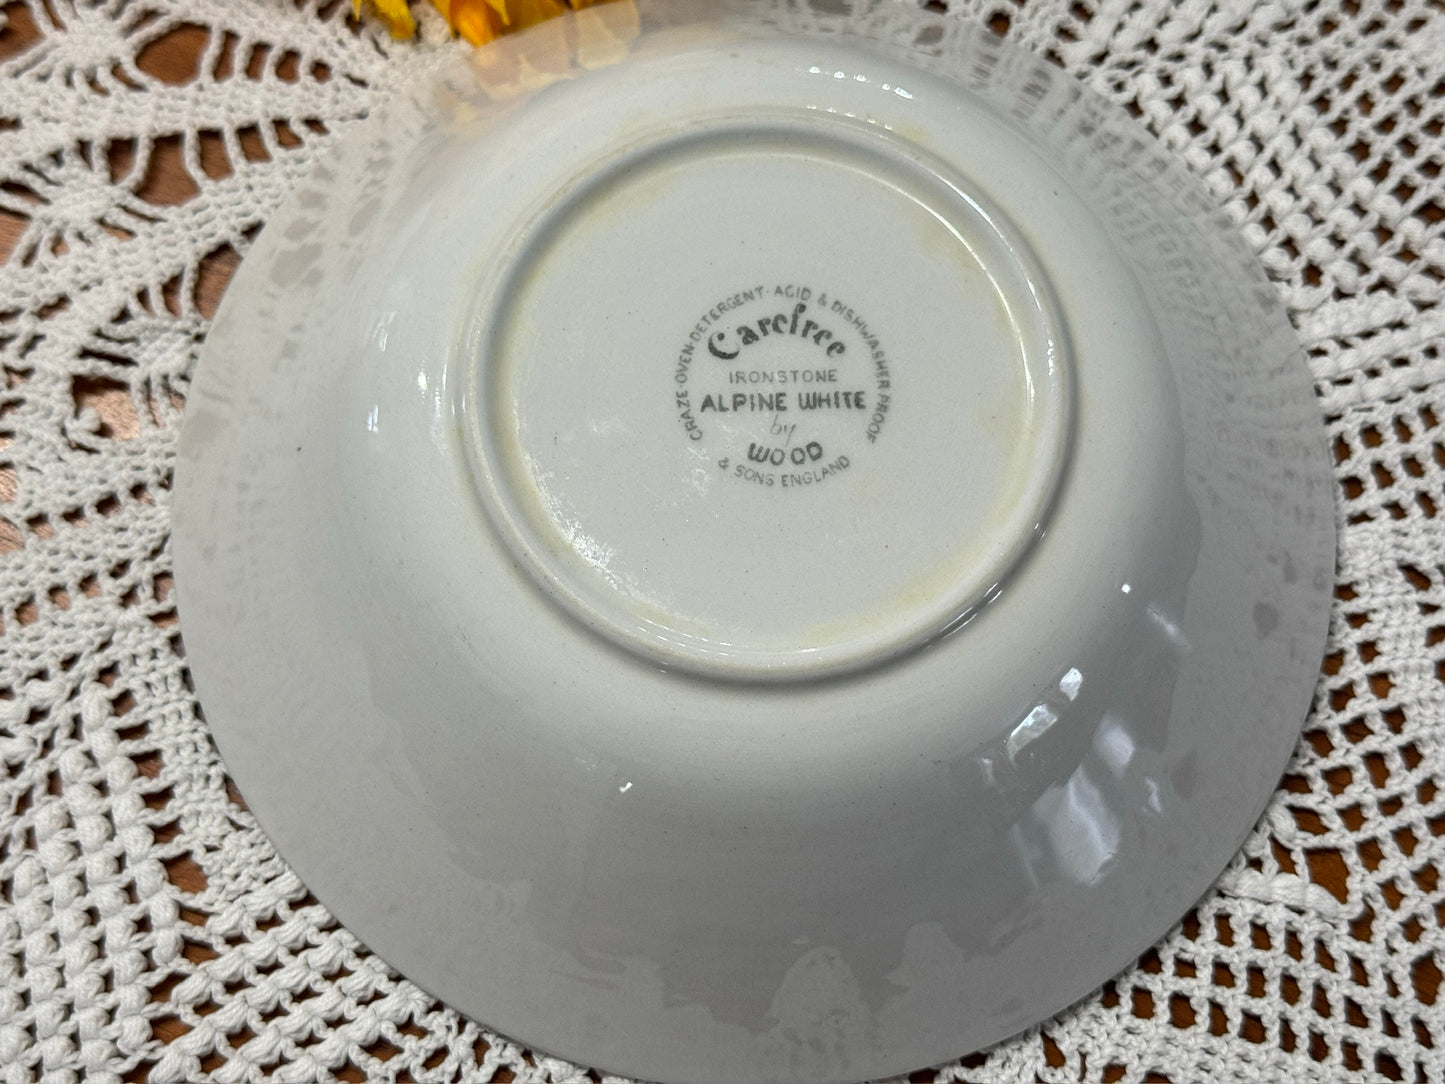 CRAZE·OVEN·DETERGENT·ACID & DISHWASHER PROOF
Carefree
IRONSTONE
ALPINE WHITE
by
WOOD
& SONS ENGLAND